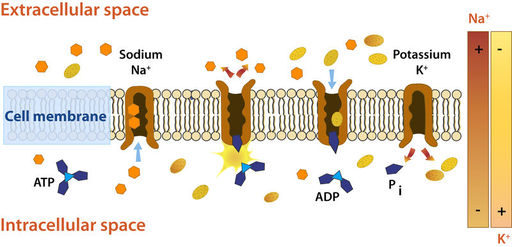 Extracellular space
Na⁺
Sodium
Na⁺
Potassium
K⁺
+ -
Cell membrane
ATP
ADP
P i
- +
Intracellular space
K⁺